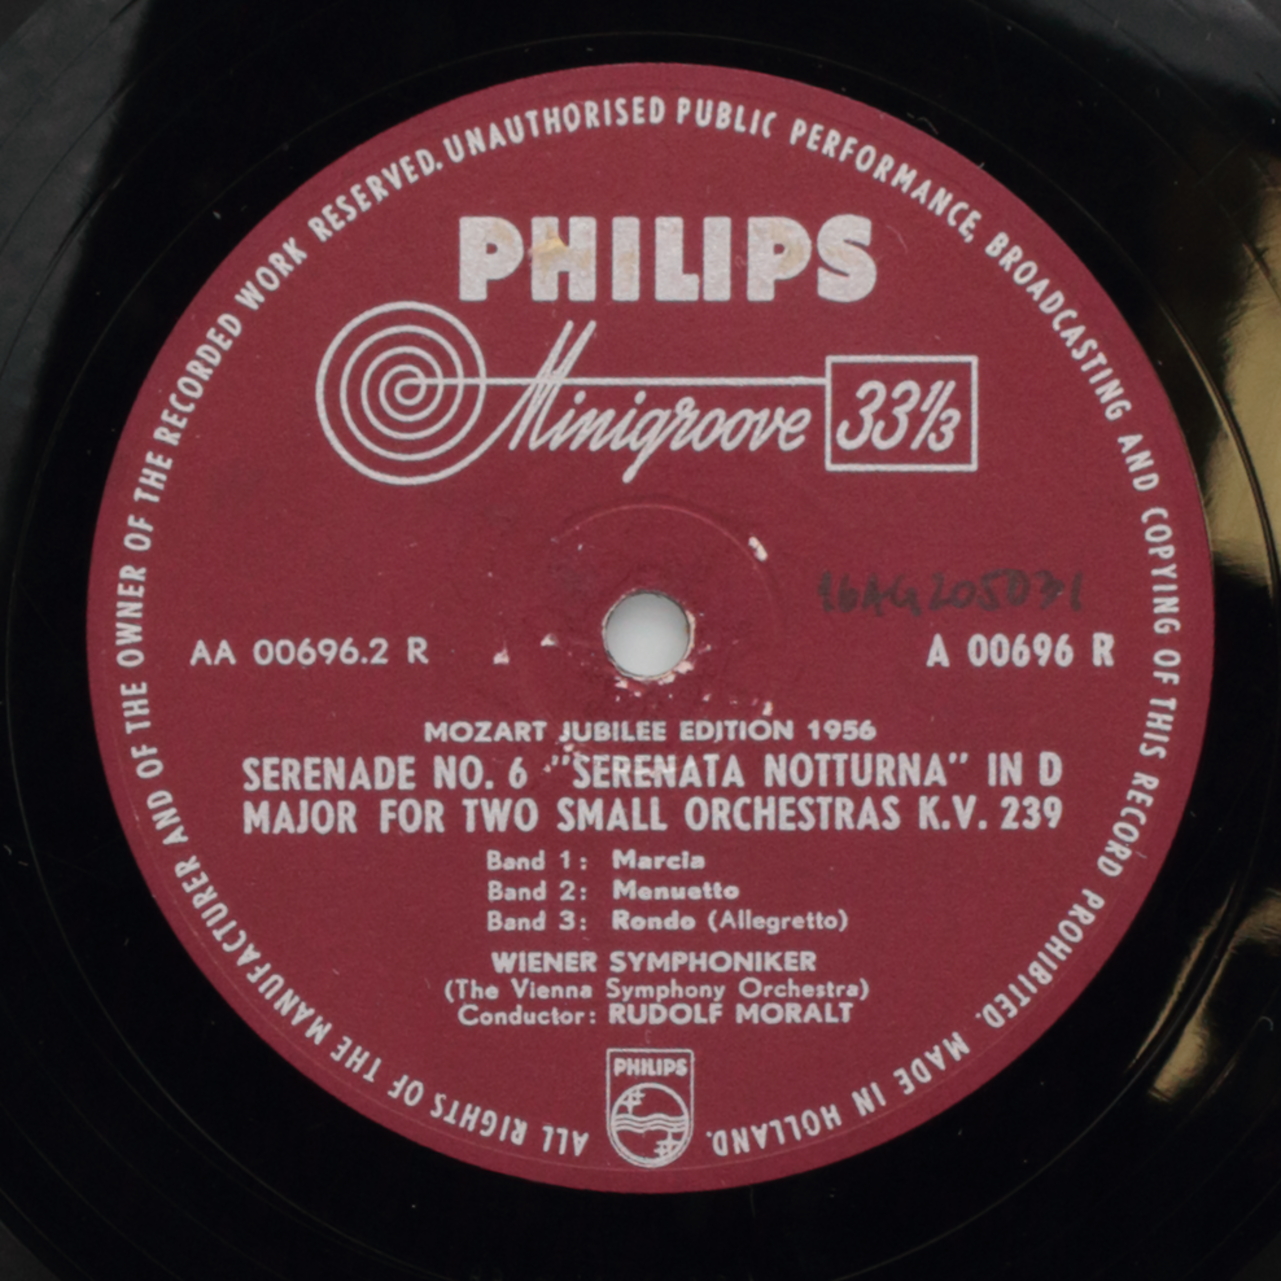 ALL RIGHTS OF THE MANUFACTURER AND OF THE OWNER OF THE RECORDED WORK RESERVED. UNAUTHORISED PUBLIC PERFORMANCE, BROADCASTING AND COPYING OF THIS RECORD PROHIBITED. MADE IN HOLLAND.
PHILIPS
Minigroove 33⅓
AA 00696.2 R
A 00696 R
MOZART JUBILEE EDITION 1956
SERENADE NO. 6 "SERENATA NOTTURNA" IN D
MAJOR FOR TWO SMALL ORCHESTRAS K.V. 239
Band 1: Marcia
Band 2: Menuetto
Band 3: Rondo (Allegretto)
WIENER SYMPHONIKER
(The Vienna Symphony Orchestra)
Conductor: RUDOLF MORALT
PHILIPS